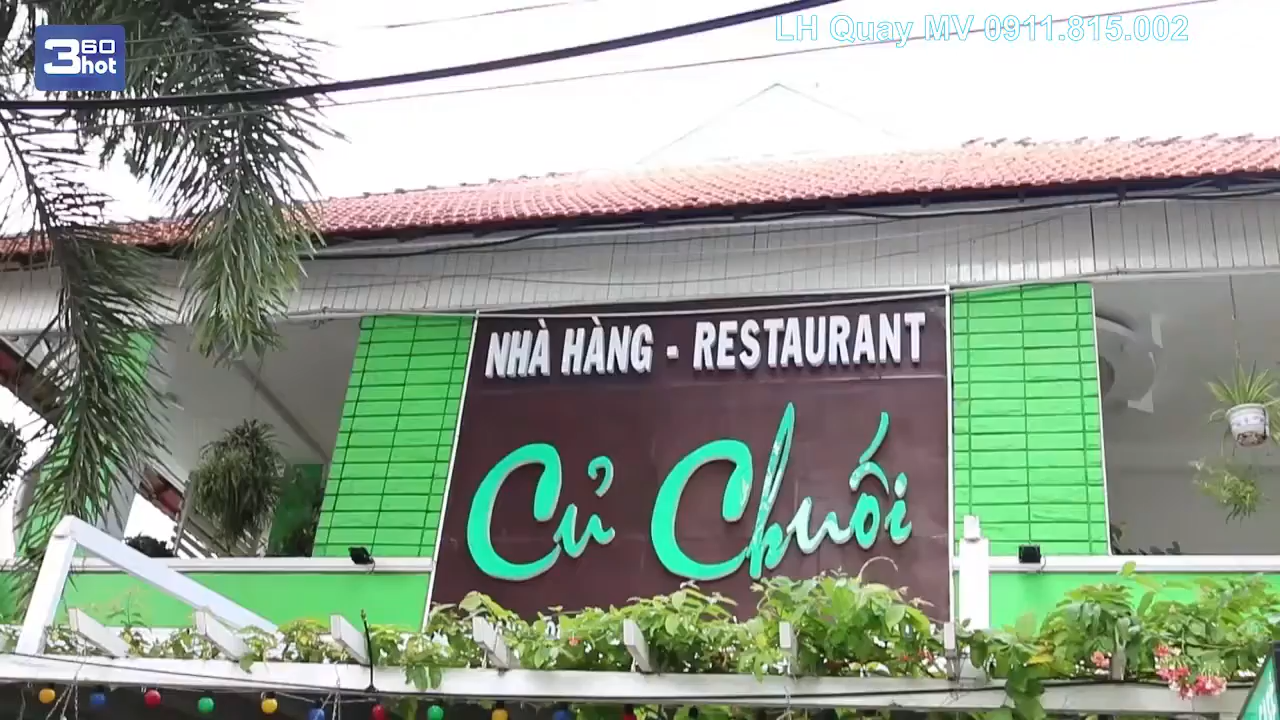 360hot
LH Quay MV 0911.815.002
NHÀ HÀNG - RESTAURANT
Củ Chuối